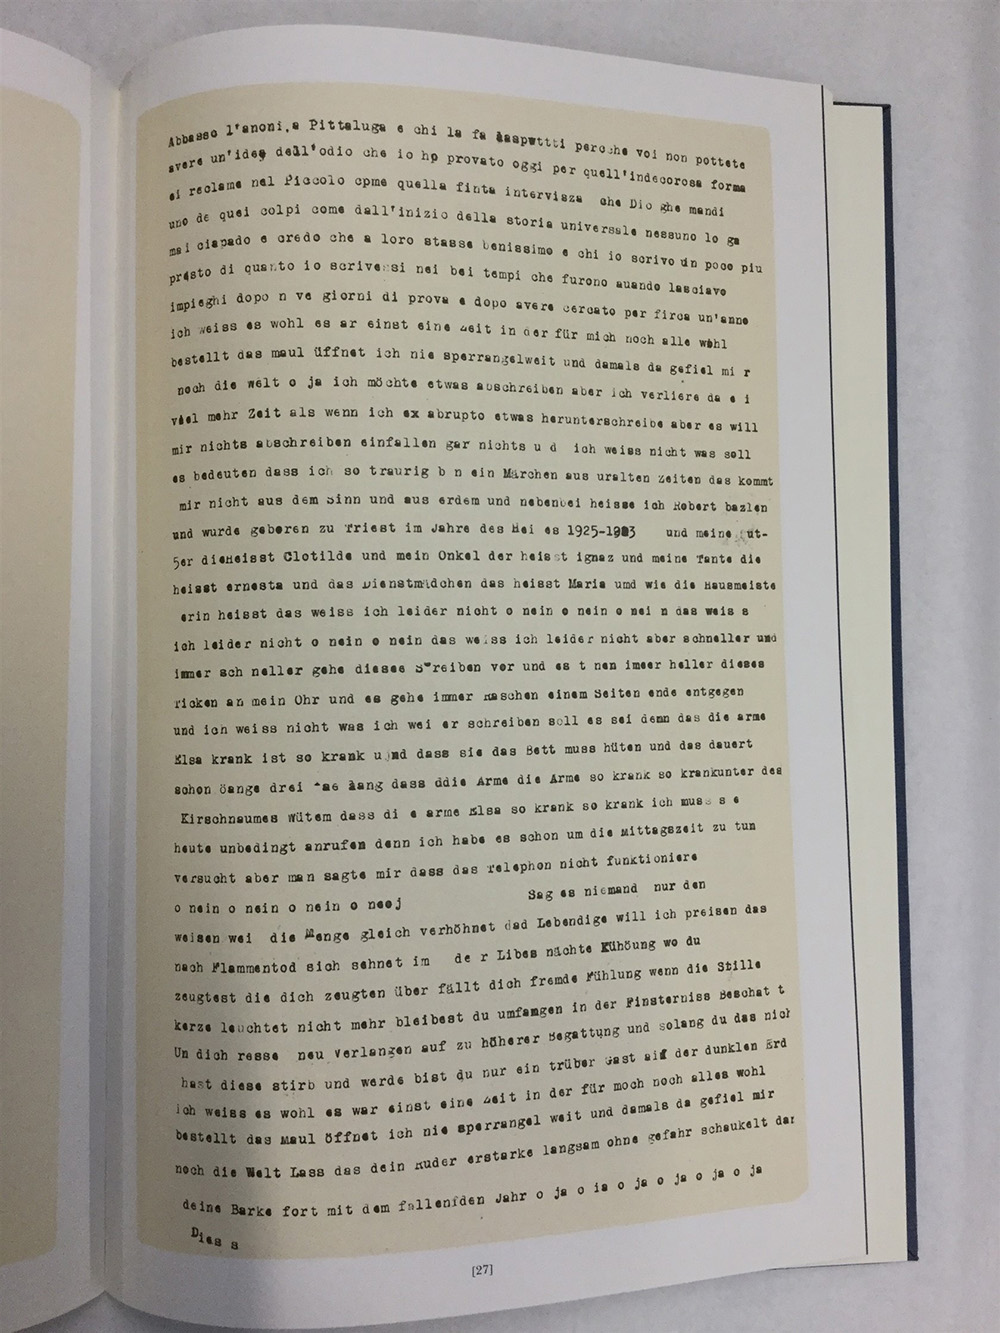 Abbasso l'anoni,a Pittaluga e chi la fa aaspwttti perche voi non pottete
avere un'ideq dell'odio che io hp provato oggi per quell'indecorosa forma
ei reclame nel Piccolo cpme quella finta intervisza che Dio ghe mandi
uno de quei colpi come dall'inizio della storia universale nessuno lo ga
mai ciapado e credo che a loro stasse benissimo e chi io scrivo un poco piu
presto di quanto io scrivessi nei bei tempi che furono auando lasciavo
impieghi dopo n ve giorni di prova e dopo avere cercato per firca un'anno
ich weiss es wohl es ar einst eine Zeit in der für mich noch alle wohl
bestellt das maul üffnet ich nie sperrangelweit und damals da gefiel mi r
noch die welt o ja ich möchte etwas abschreiben aber ich verliere da e i
viel mehr Zeit als wenn ich ex abrupto etwas herunterschreibe aber es will
mir nichts abschreiben einfallen gar nichts u d ich weiss nicht was soll
es bedeuten dass ich so traurig b n ein Märchen aus uralten Zeiten das kommt
mir nicht aus dem Sinn und aus erdem und nebenbei heisse ich Robert bazlen
und wurde geboren zu Triest im Jahre des Hei es 1925-1923 und meine ut-
5er dieHeisst Clotilde und mein Onkel der heisst ignaz und meine Tante die
heisst ernesta und das Dienstmädchen das heisst Maria umd wie die Hausmeiste
erin heisst das weiss ich leider nicht o nein o nein o nei n das weis s
ich leider nicht o nein o nein das weiss ich leider nicht aber schneller und
immer sch neller gehe dieses S reiben vor und es t nen imeer heller dieses
ricken an mein Ohr und es gehe immer Raschen einem Seiten ende entgegen
und ich weiss nicht was ich wei er schreiben soll es sei denn das die arme
Elsa krank ist so krank u nd dass sie das Bett muss hüten und das dauert
schon öange drei äang dass ddie Arme die Arme so krank so krankunter des
Kirschnaumes Wütem dass di e arme Elsa so krank so krank ich muss s e
heute unbedingt anrufen denn ich habe es schon um die Mittagszeit zu tun
versucht aber man sagte mir dass das Telephon nicht funktioniere
o nein o nein o nein o neoj Sag es niemand nur den
weisen wei die Menge gleich verhöhnet dad Lebendige will ich preisen das
nach Flammentod sich sehnet im de r Libes nächte Kühöung wo du
zeugtest die dich zeugten über fällt dich fremde Fühlung wenn die Stille
kerze leuchtet nicht mehr bleibest du umfangen in der Finsterniss Beschat t
Un dich resse neu Verlangen auf zu höherer Begattung und solang du das nich
hast diese stirb und werde bist du nur ein trüber Gast aif der dunklen Erd
ich weiss es wohl es war einst eine Zeit in der für moch noch alles wohl
bestellt das Maul öffnet ich nie sperrangel weit und damals da gefiel mir
noch die Welt Lass das dein Ruder erstarke langsam ohne gefahr schaukelt dar
deine Barke fort mit dem falleniden Jahr o ja o ia o ja o ja o ja o ja
Dies s
[27]